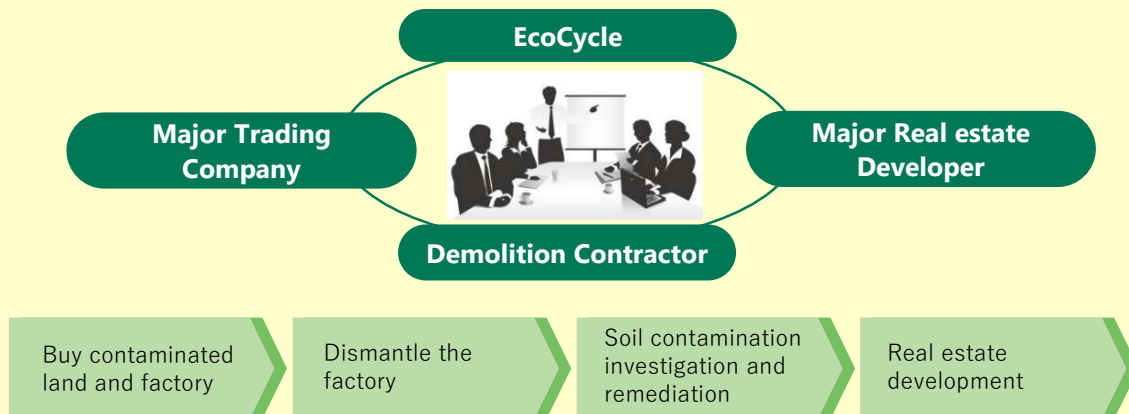 EcoCycle
Major Trading
Company
Major Real estate
Developer
Demolition Contractor
Buy contaminated
land and factory
Dismantle the
factory
Soil contamination
investigation and
remediation
Real estate
development